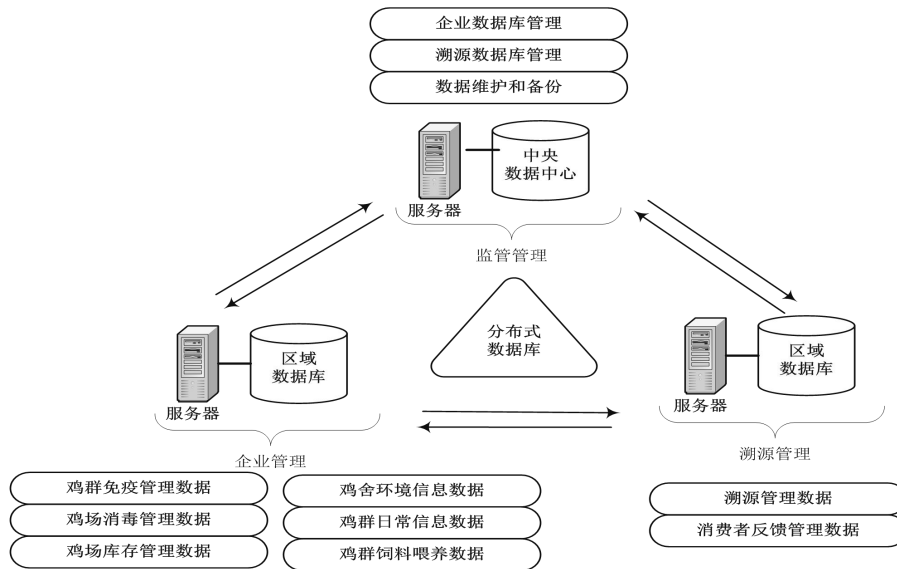 企业数据库管理
溯源数据库管理
数据维护和备份
中央
数据中心
服务器
监管管理
分布式
数据库
区域
数据库
服务器
企业管理
区域
数据库
服务器
溯源管理
鸡群免疫管理数据
鸡场消毒管理数据
鸡场库存管理数据
鸡舍环境信息数据
鸡群日常信息数据
鸡群饲料喂养数据
溯源管理数据
消费者反馈管理数据